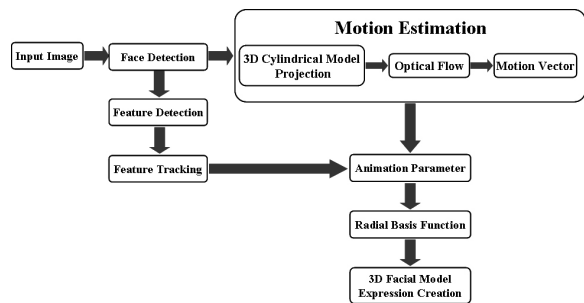 Motion Estimation
Input Image
Face Detection
3D Cylindrical Model
Projection
Optical Flow
Motion Vector
Feature Detection
Feature Tracking
Animation Parameter
Radial Basis Function
3D Facial Model
Expression Creation